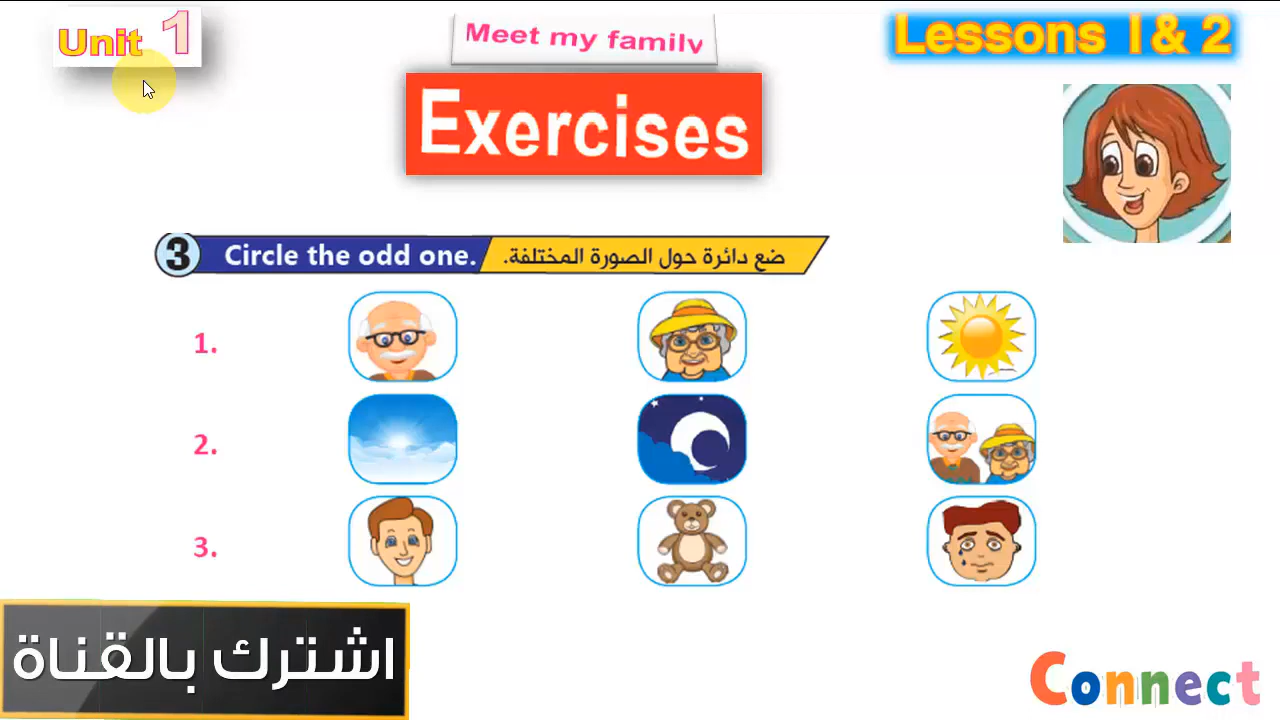 Unit 1
Meet my family
Lessons 1 & 2
Exercises
3 Circle the odd one. ضع دائرة حول الصورة المختلفة.
1.
2.
3.
اشترك بالقناة
Connect